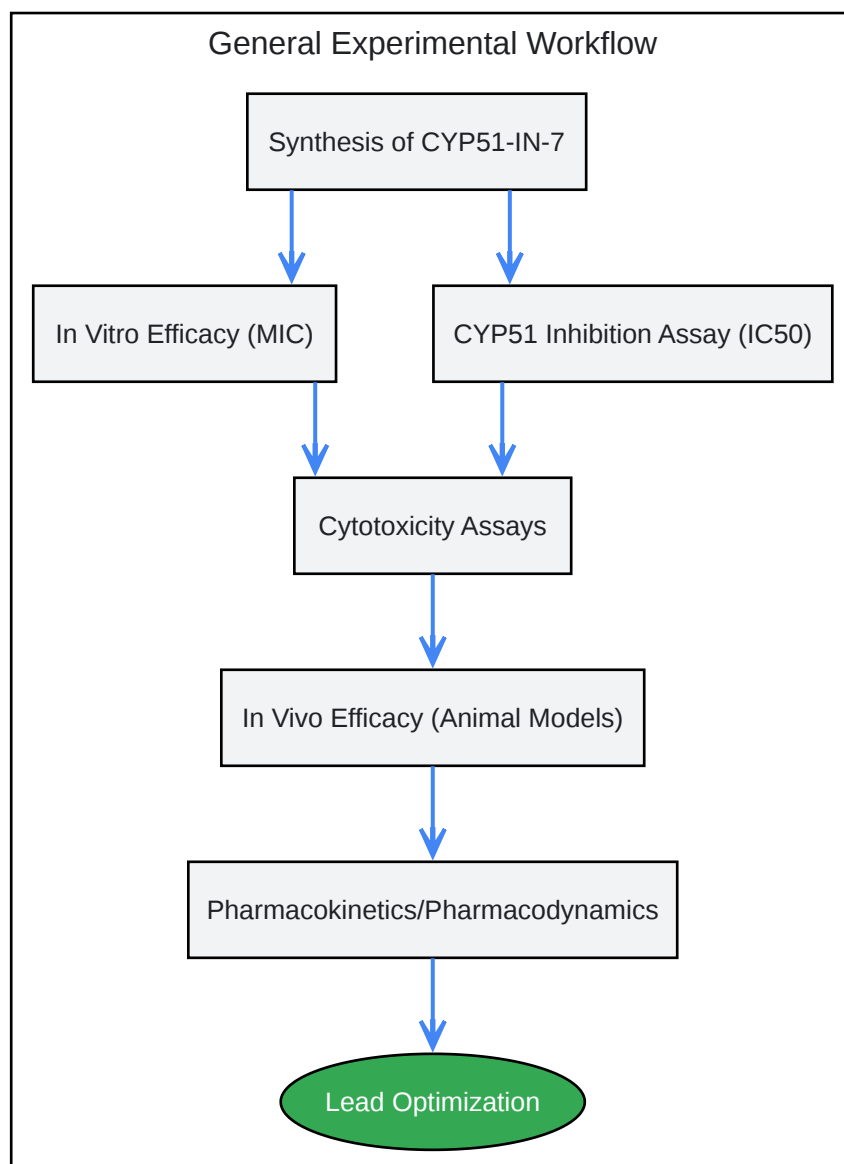 General Experimental Workflow
Synthesis of CYP51-IN-7
In Vitro Efficacy (MIC)
CYP51 Inhibition Assay (IC50)
Cytotoxicity Assays
In Vivo Efficacy (Animal Models)
Pharmacokinetics/Pharmacodynamics
Lead Optimization